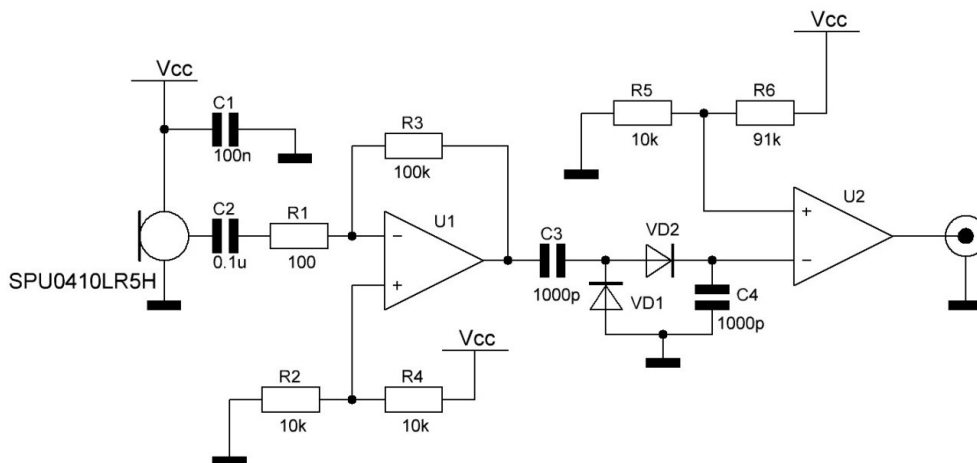 Vcc
Vcc
C1
100n
R5
10k
R6
91k
R3
100k
C2
0.1u
R1
100
U1
−
+
U2
+
−
C3
1000p
VD2
VD1
C4
1000p
SPU0410LR5H
Vcc
R2
10k
R4
10k